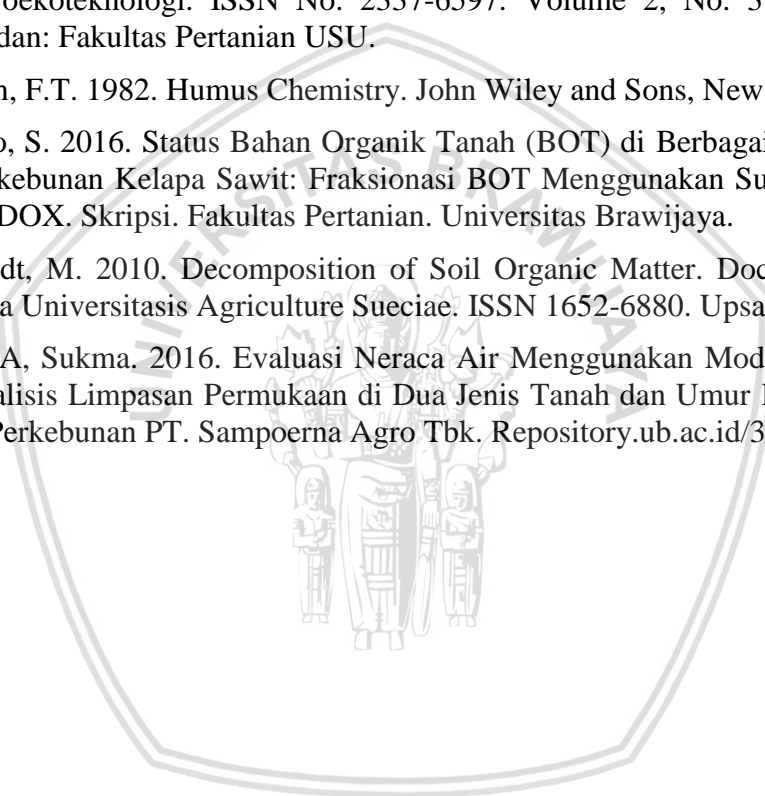 oekoteknologi. ISSN No. 2337-6597. Volume 2, No. 3
dan: Fakultas Pertanian USU.
n, F.T. 1982. Humus Chemistry. John Wiley and Sons, New
o, S. 2016. Status Bahan Organik Tanah (BOT) di Berbagai
kebunan Kelapa Sawit: Fraksionasi BOT Menggunakan Su
DOX. Skripsi. Fakultas Pertanian. Universitas Brawijaya.
dt, M. 2010. Decomposition of Soil Organic Matter. Doc
a Universitasis Agriculture Sueciae. ISSN 1652-6880. Upsa
A, Sukma. 2016. Evaluasi Neraca Air Menggunakan Mod
alisis Limpasan Permukaan di Dua Jenis Tanah dan Umur
Perkebunan PT. Sampoerna Agro Tbk. Repository.ub.ac.id/3
UNIVERSITAS BRAWIJAYA